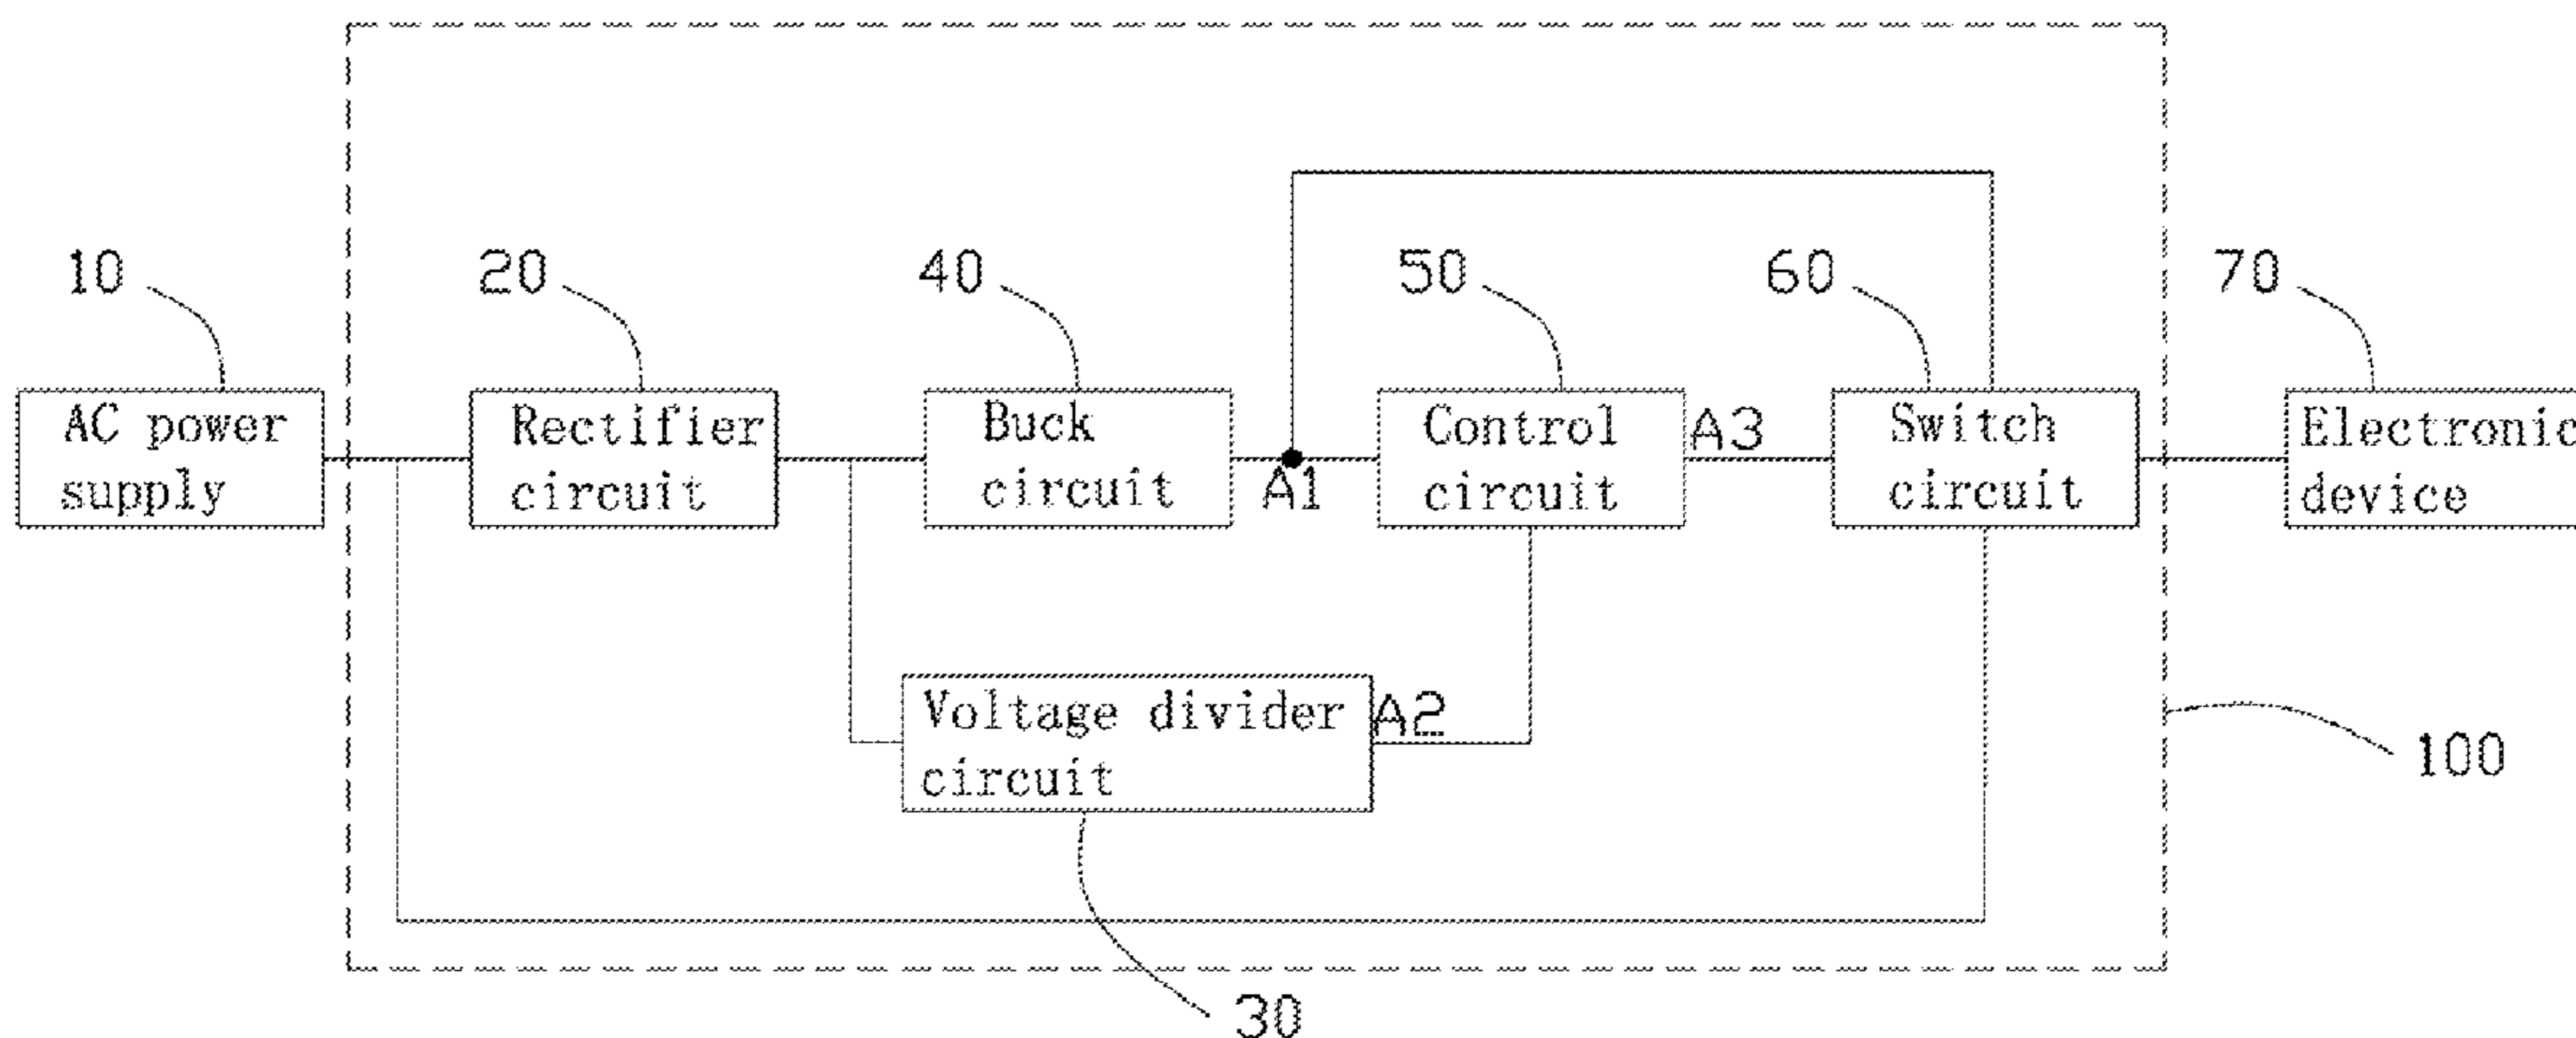 10
20
40
50
60
70
AC power
supply
Rectifier
circuit
Buck
circuit
A1
Control
circuit
A3
Switch
circuit
Electronic
device
Voltage divider
circuit
A2
100
30